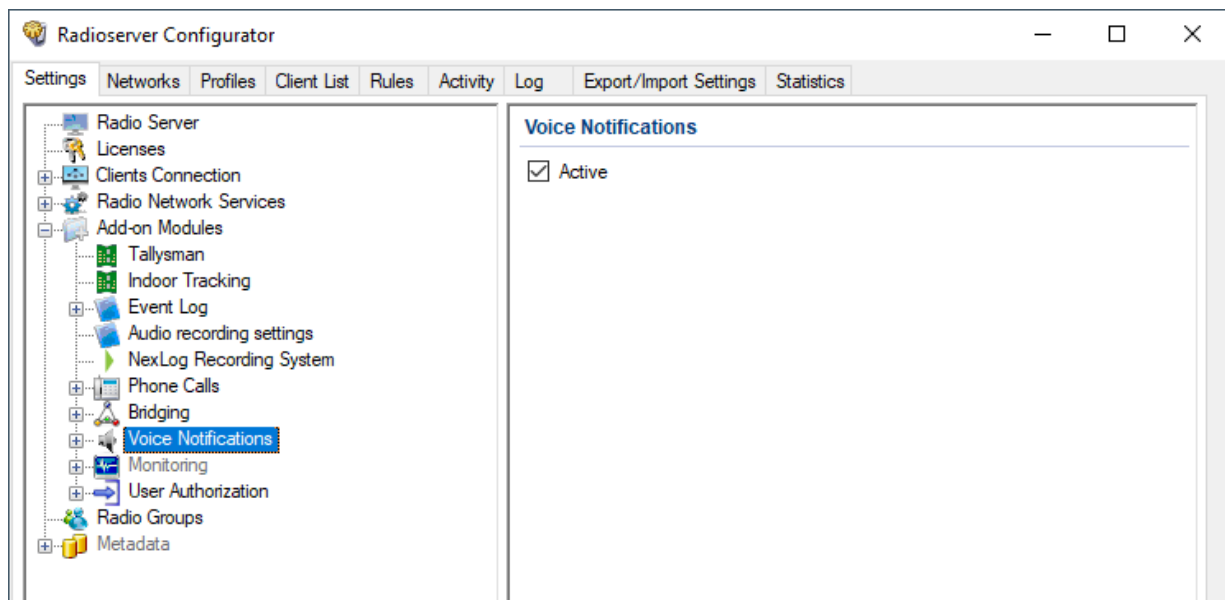 Radioserver Configurator
Settings Networks Profiles Client List Rules Activity Log Export/Import Settings Statistics
Radio Server
Licenses
Clients Connection
Radio Network Services
Add-on Modules
Tallysman
Indoor Tracking
Event Log
Audio recording settings
NexLog Recording System
Phone Calls
Bridging
Voice Notifications
Monitoring
User Authorization
Radio Groups
Metadata
Voice Notifications
Active